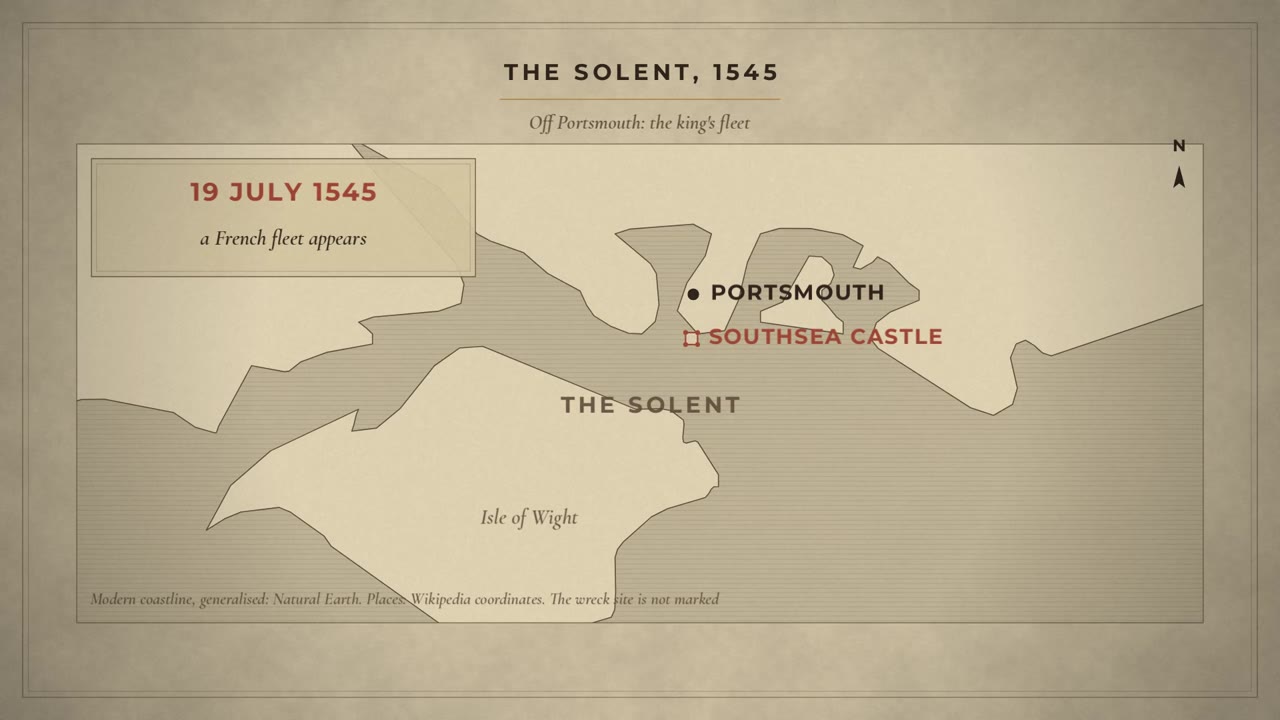 THE SOLENT, 1545
Off Portsmouth: the king's fleet
N
19 JULY 1545
a French fleet appears
PORTSMOUTH
SOUTHSEA CASTLE
THE SOLENT
Isle of Wight
Modern coastline, generalised: Natural Earth. Places: Wikipedia coordinates. The wreck site is not marked